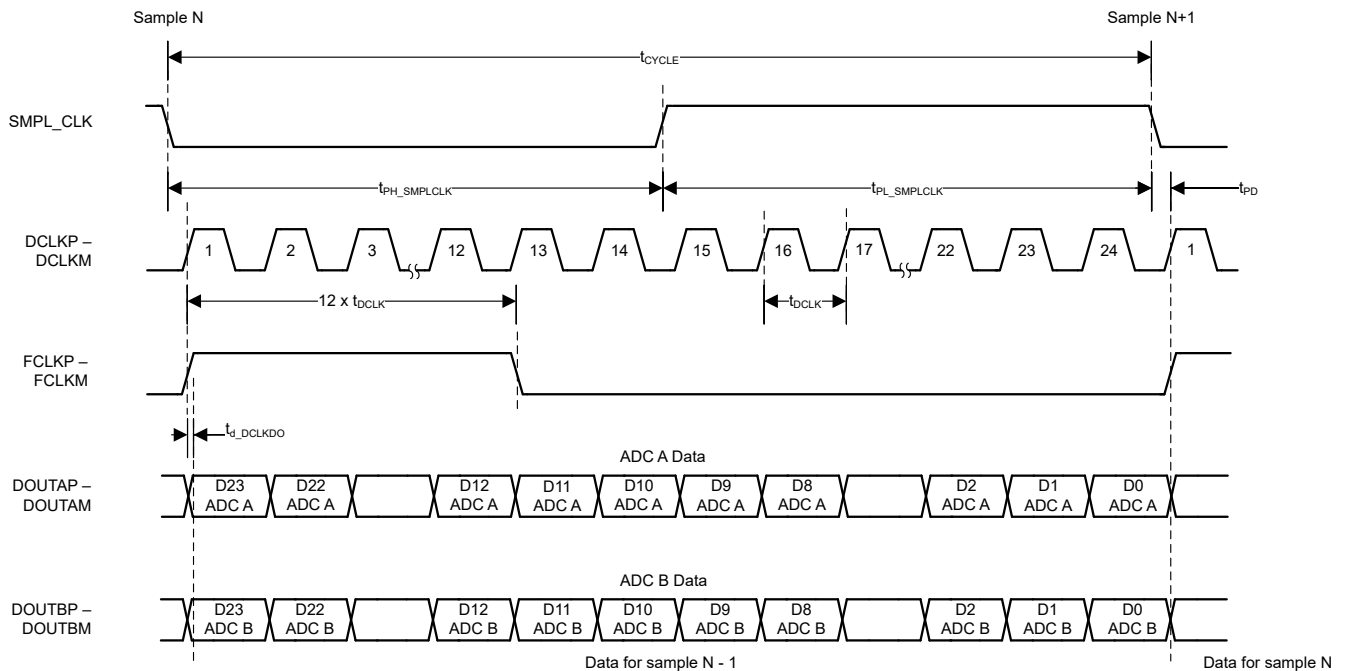 Sample N
Sample N+1
tCYCLE
SMPL_CLK
tPH_SMPLCLK
tPL_SMPLCLK
tPD
DCLKP –
DCLKM
1
2
3
12
13
14
15
16
17
22
23
24
1
12 x tDCLK
tDCLK
FCLKP –
FCLKM
td_DCLKDO
ADC A Data
DOUTAP –
DOUTAM
D23
ADC A
D22
ADC A
D12
ADC A
D11
ADC A
D10
ADC A
D9
ADC A
D8
ADC A
D2
ADC A
D1
ADC A
D0
ADC A
ADC B Data
DOUTBP –
DOUTBM
D23
ADC B
D22
ADC B
D12
ADC B
D11
ADC B
D10
ADC B
D9
ADC B
D8
ADC B
D2
ADC B
D1
ADC B
D0
ADC B
Data for sample N - 1
Data for sample N